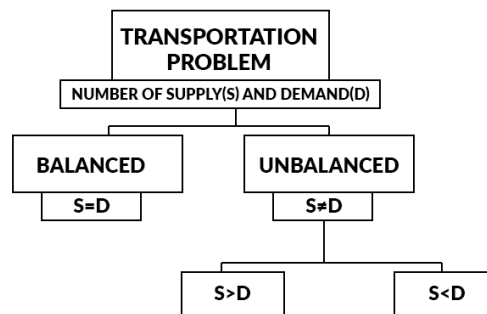 TRANSPORTATION
PROBLEM
NUMBER OF SUPPLY(S) AND DEMAND(D)
BALANCED
UNBALANCED
S=D
S≠D
S>D
S<D